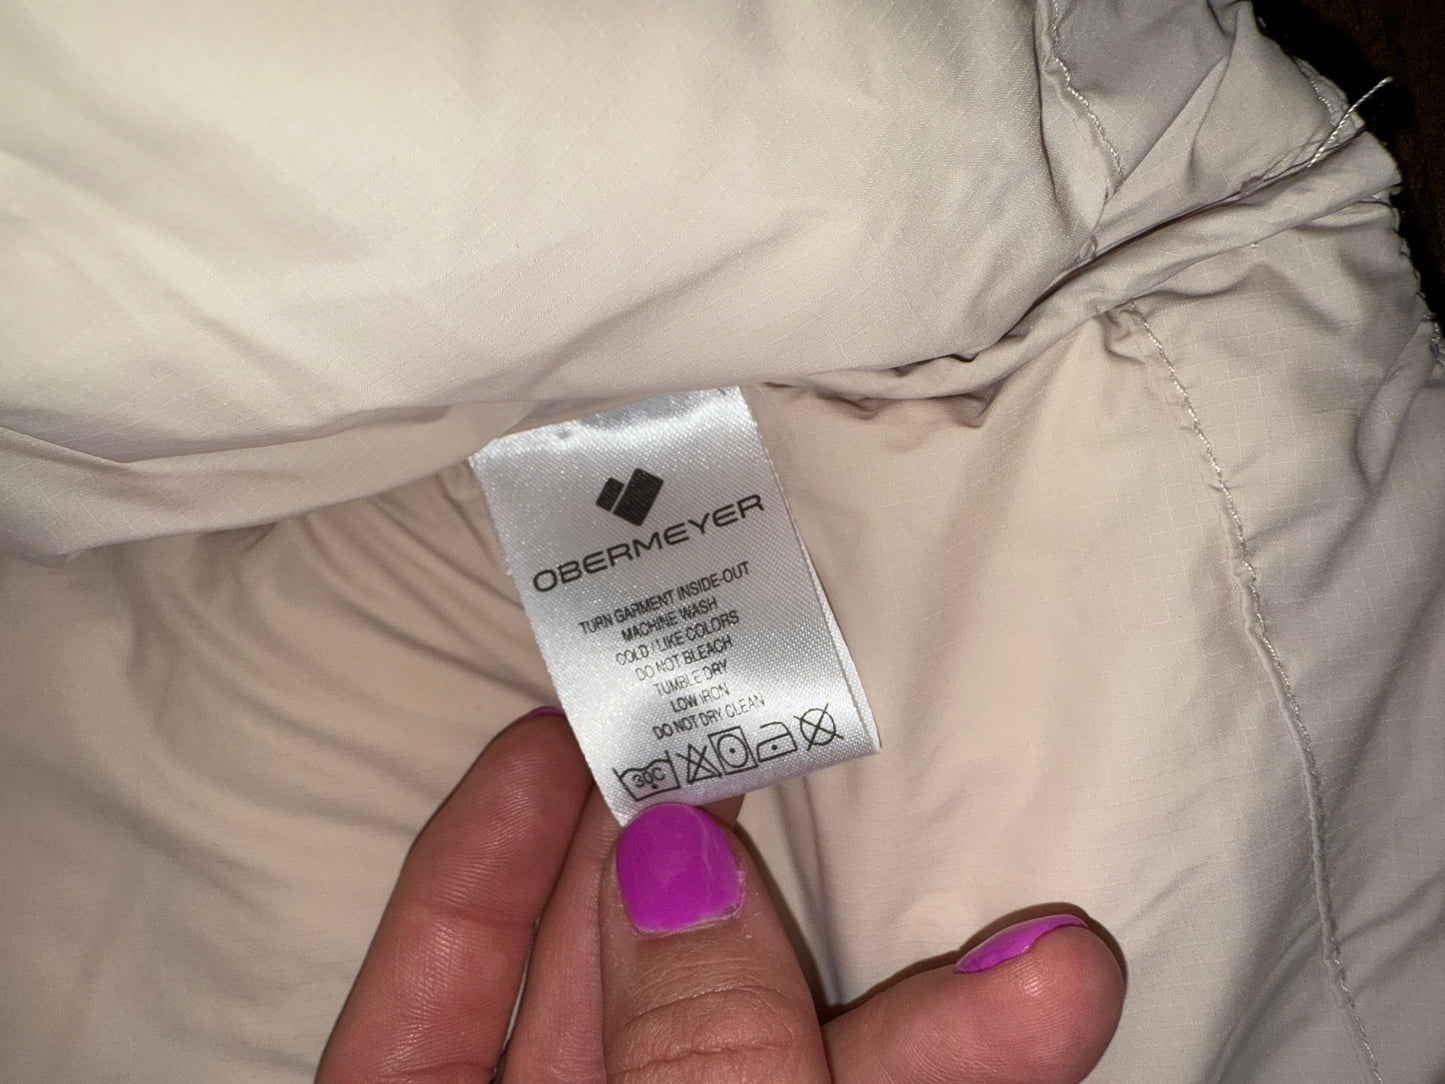 OBERMEYER
TURN GARMENT INSIDE-OUT
MACHINE WASH
COLD / LIKE COLORS
DO NOT BLEACH
TUMBLE DRY
LOW IRON
DO NOT DRY CLEAN
30C